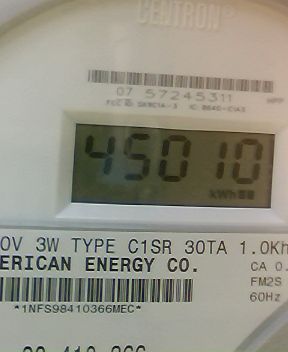 CENTRON®
07 57245311
45010
kWh
0V 3W TYPE C1SR 30TA 1.0Kh
ERICAN ENERGY CO.
CA 0.
*1NFS98410366MEC*
FM2S
60Hz